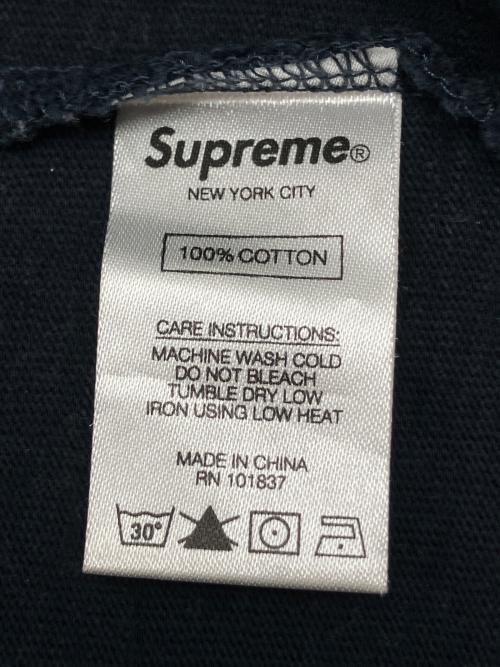 Supreme®
NEW YORK CITY
100% COTTON
CARE INSTRUCTIONS:
MACHINE WASH COLD
DO NOT BLEACH
TUMBLE DRY LOW
IRON USING LOW HEAT
MADE IN CHINA
RN 101837
30°